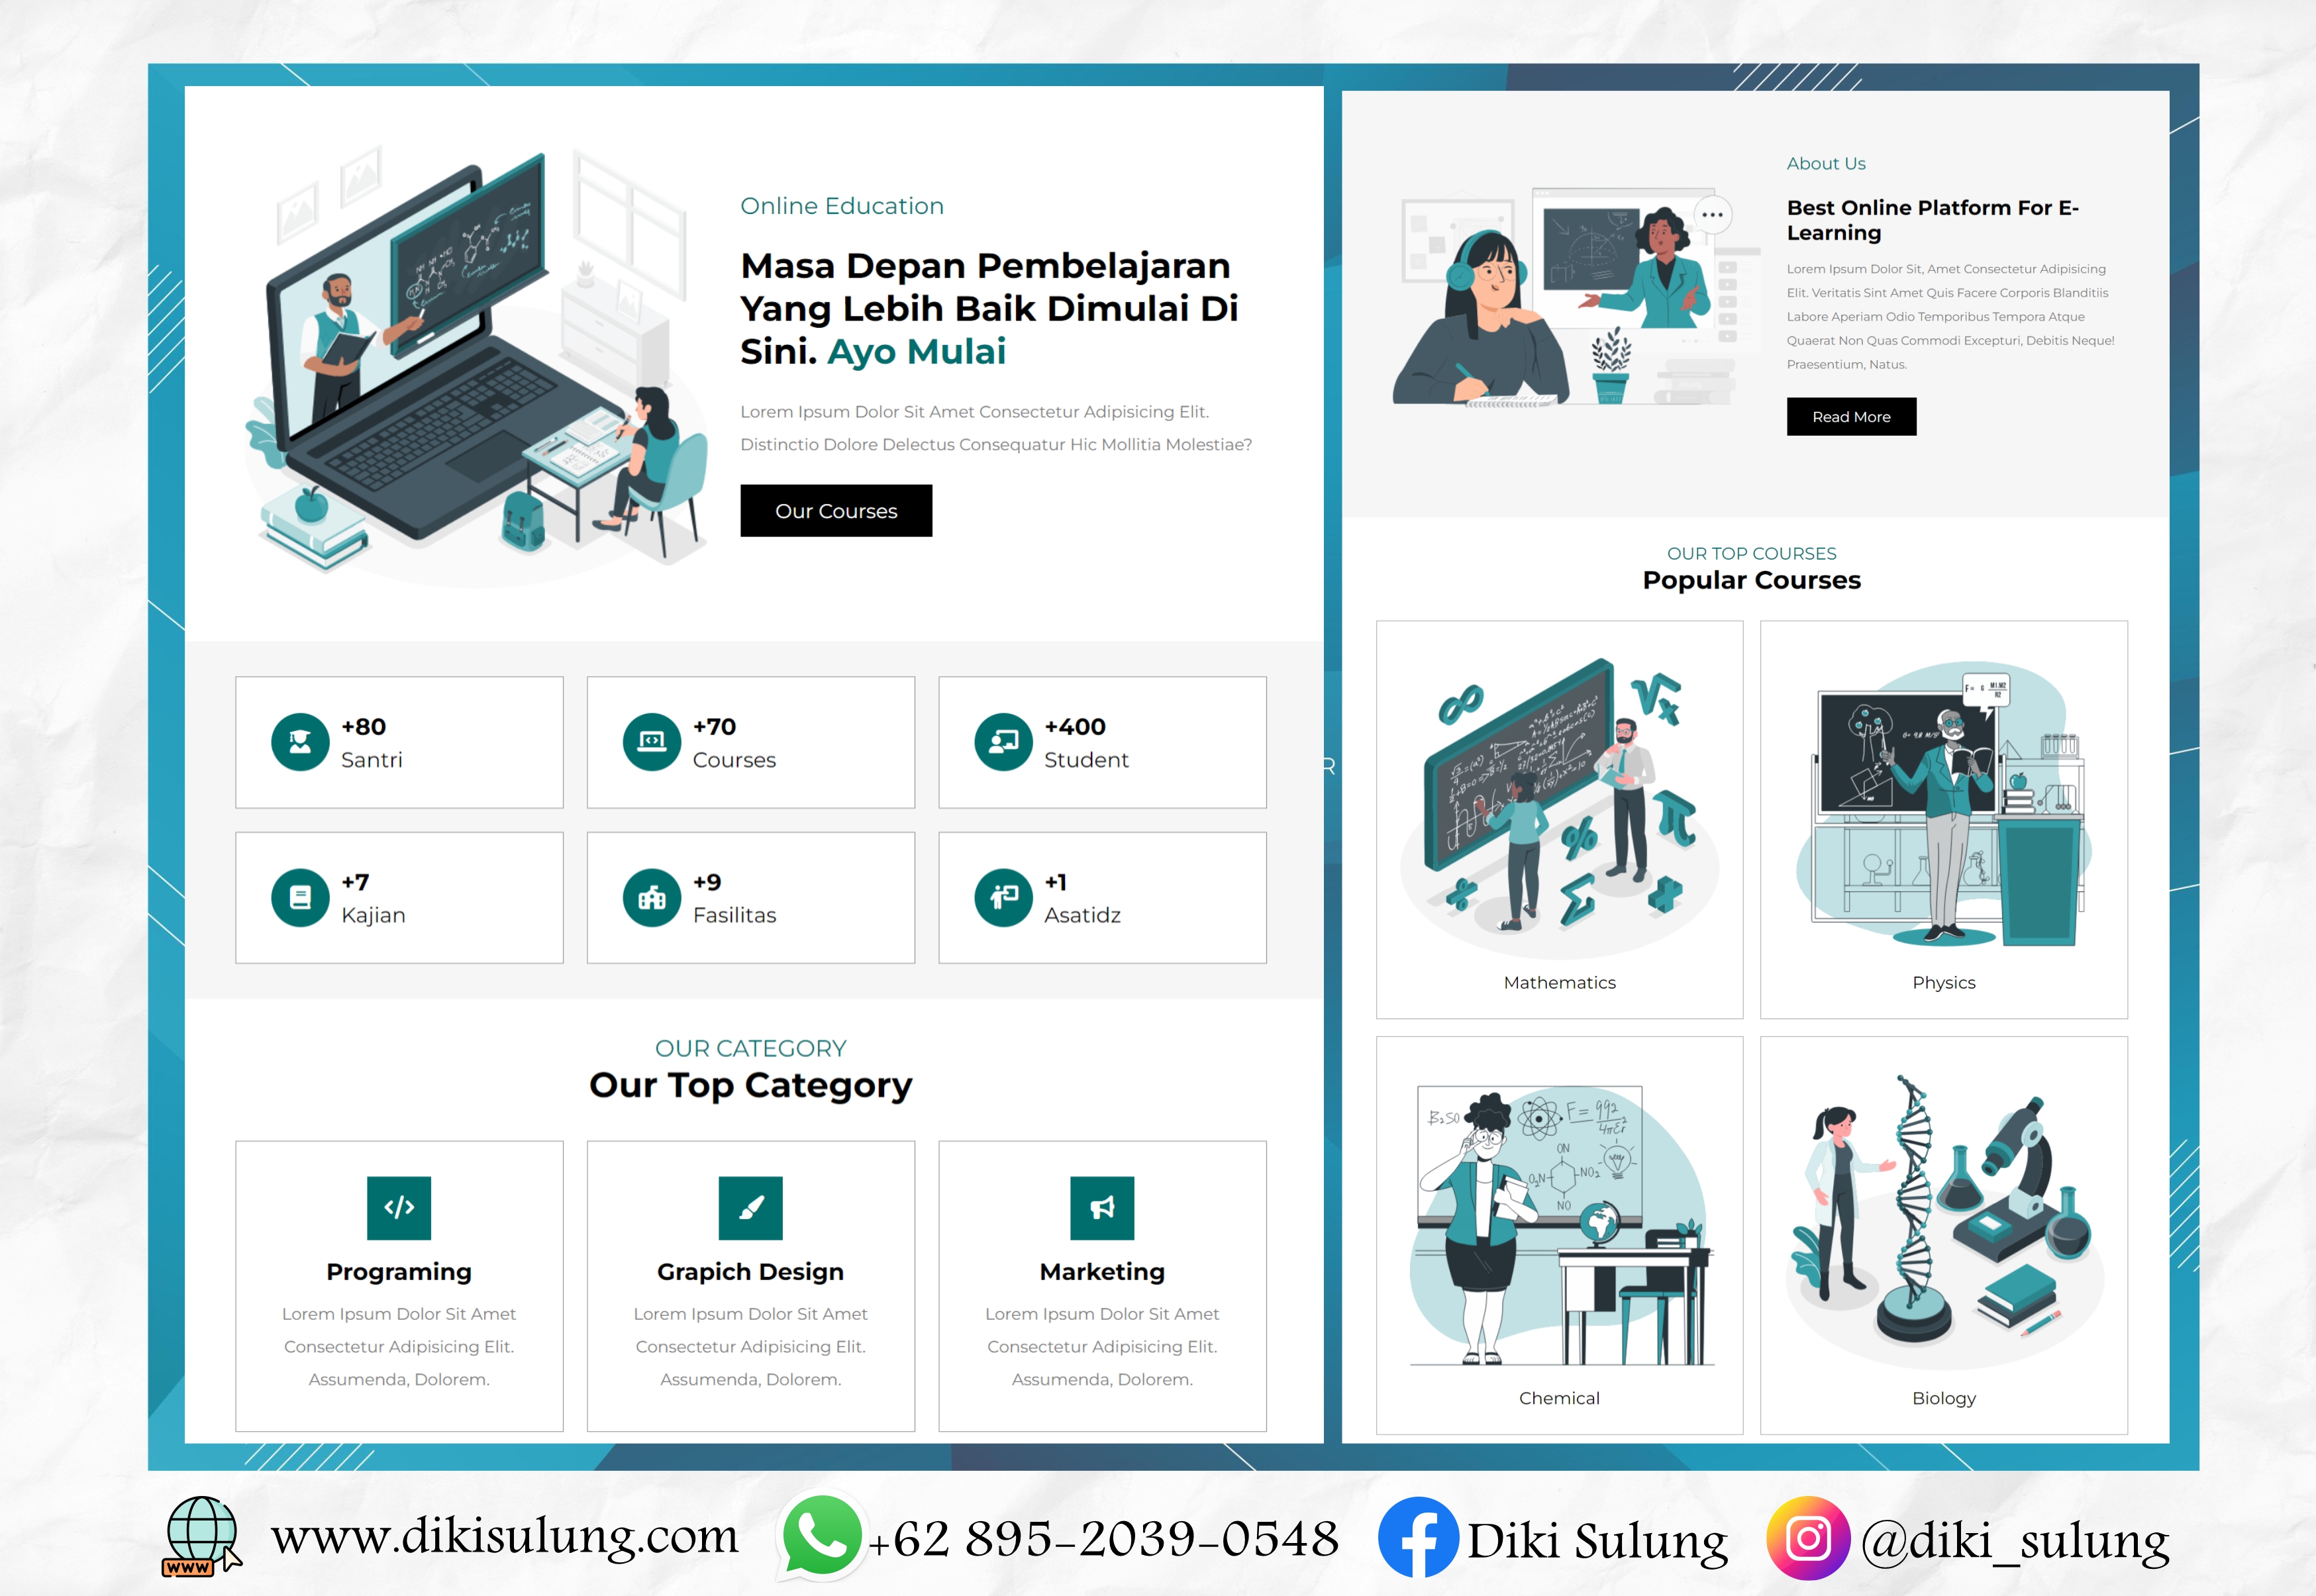 Online Education
Masa Depan Pembelajaran
Yang Lebih Baik Dimulai Di
Sini. Ayo Mulai
Lorem Ipsum Dolor Sit Amet Consectetur Adipisicing Elit.
Distinctio Dolore Delectus Consequatur Hic Mollitia Molestiae?
Our Courses
+80
Santri
+70
Courses
+400
Student
+7
Kajian
+9
Fasilitas
+1
Asatidz
OUR CATEGORY
Our Top Category
Programing
Lorem Ipsum Dolor Sit Amet
Consectetur Adipisicing Elit.
Assumenda, Dolorem.
Grapich Design
Lorem Ipsum Dolor Sit Amet
Consectetur Adipisicing Elit.
Assumenda, Dolorem.
Marketing
Lorem Ipsum Dolor Sit Amet
Consectetur Adipisicing Elit.
Assumenda, Dolorem.
R
About Us
Best Online Platform For E-
Learning
Lorem Ipsum Dolor Sit, Amet Consectetur Adipisicing
Elit. Veritatis Sint Amet Quis Facere Corporis Blanditiis
Labore Aperiam Odio Temporibus Tempora Atque
Quaerat Non Quas Commodi Excepturi, Debitis Neque!
Praesentium, Natus.
Read More
OUR TOP COURSES
Popular Courses
Mathematics
Physics
Chemical
Biology
www.dikisulung.com
WWW
+62 895-2039-0548
Diki Sulung
@diki_sulung